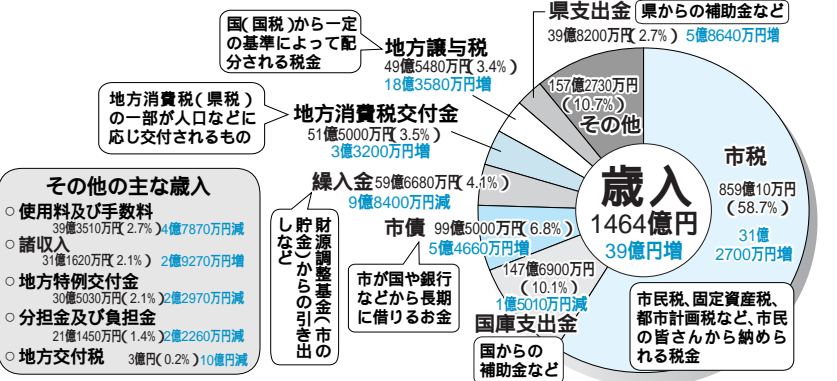 県支出金
県からの補助金など
39億8200万円(2.7%) 5億8640万円増
国(国税)から一定
の基準によって配
分される税金
地方譲与税
49億5480万円(3.4%)
18億3580万円増
157億2730万円
(10.7%)
その他
地方消費税(県税)
の一部が人口などに
応じ交付されるもの
地方消費税交付金
51億5000万円(3.5%)
3億3200万円増
繰入金 59億6680万円(4.1%)
9億8400万円減
財源調整基金(市の
貯金)からの引き出
しなど
市債 99億5000万円(6.8%)
5億4660万円増
市が国や銀行
などから長期
に借りるお金
147億6900万円
(10.1%)
1億5010万円減
国庫支出金
国からの
補助金など
歳入
1464億円
39億円増
市税
859億10万円
(58.7%)
31億
2700万円増
市民税、固定資産税、
都市計画税など、市民
の皆さんから納めら
れる税金
その他の主な歳入
○使用料及び手数料
39億3510万円(2.7%) 4億7870万円減
○諸収入
31億1620万円(2.1%) 2億9270万円増
○地方特例交付金
30億5030万円(2.1%) 2億2970万円減
○分担金及び負担金
21億1450万円(1.4%) 2億2260万円減
○地方交付税 3億円(0.2%) 10億円減